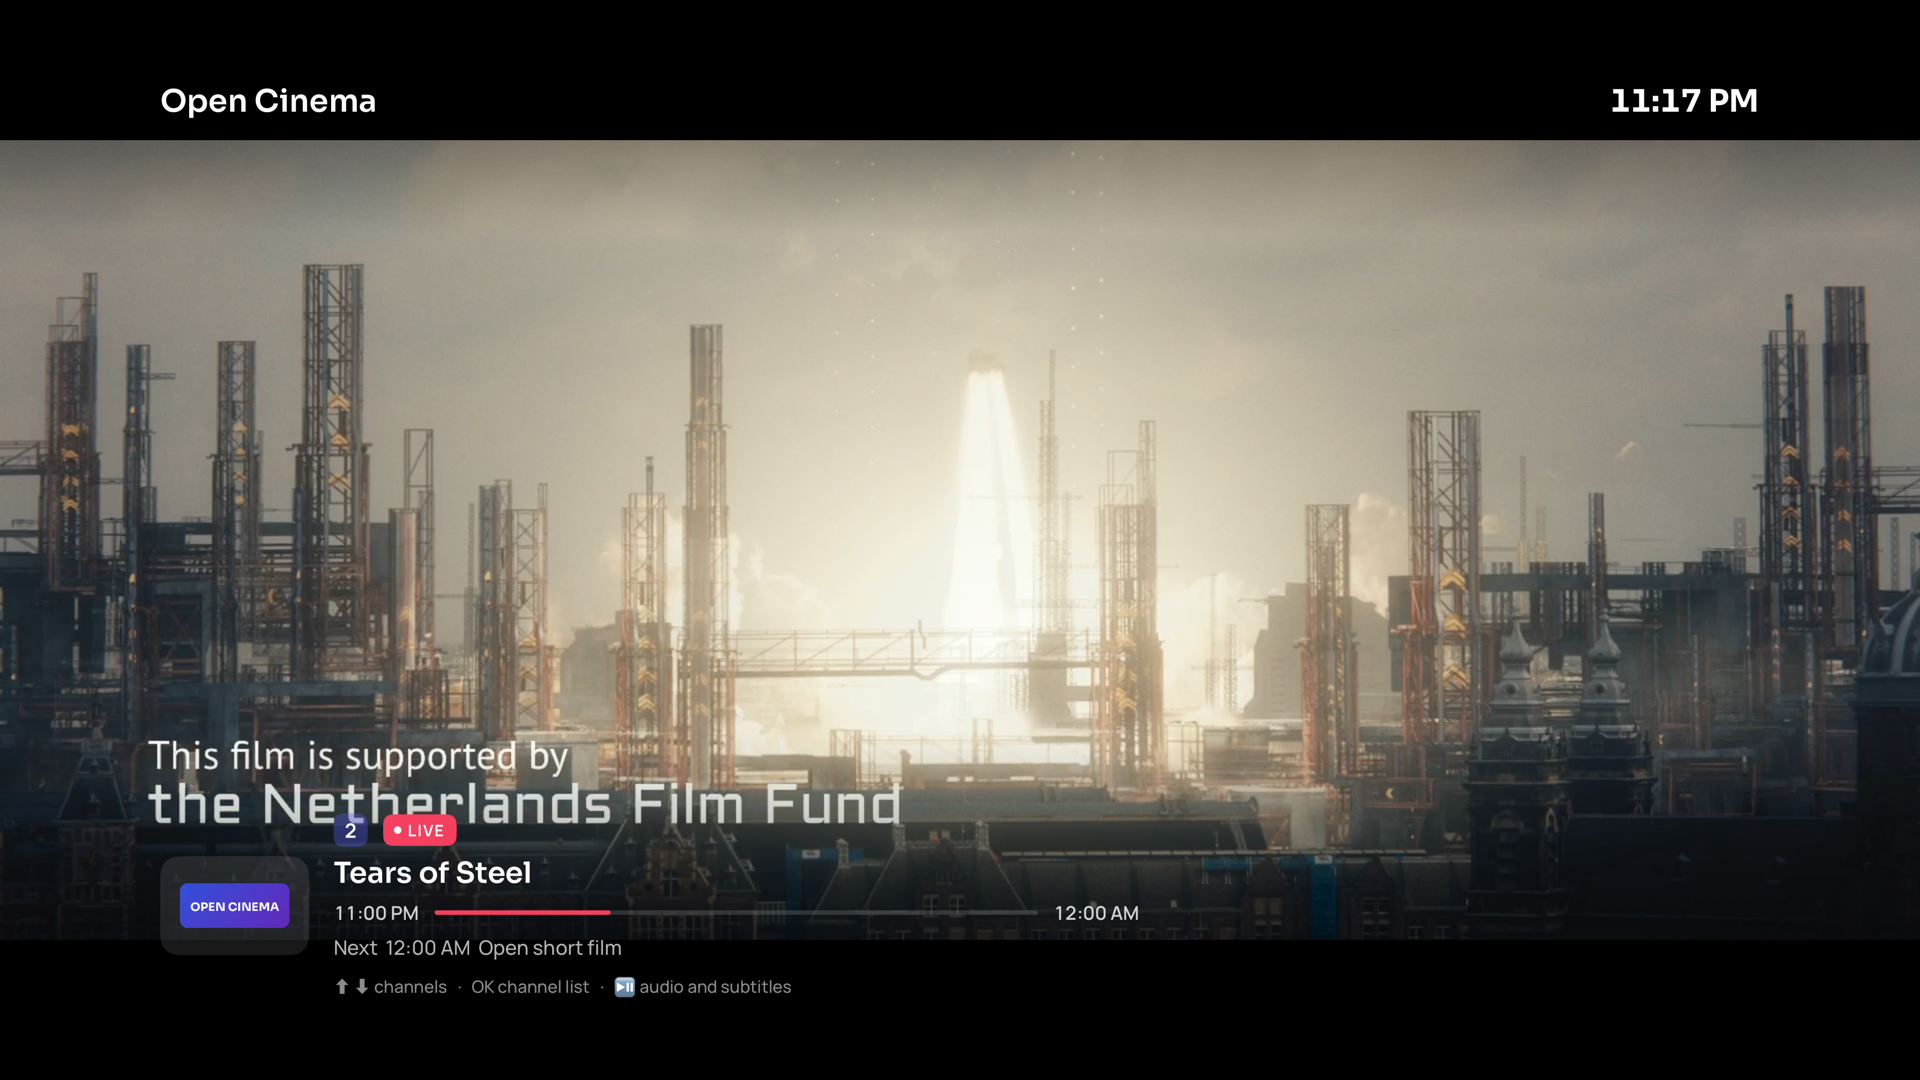 Open Cinema
11:17 PM
This film is supported by
the Netherlands Film Fund
2
LIVE
Tears of Steel
OPEN CINEMA
11:00 PM
12:00 AM
Next 12:00 AM Open short film
⬆ ⬇ channels · OK channel list · ⏯ audio and subtitles